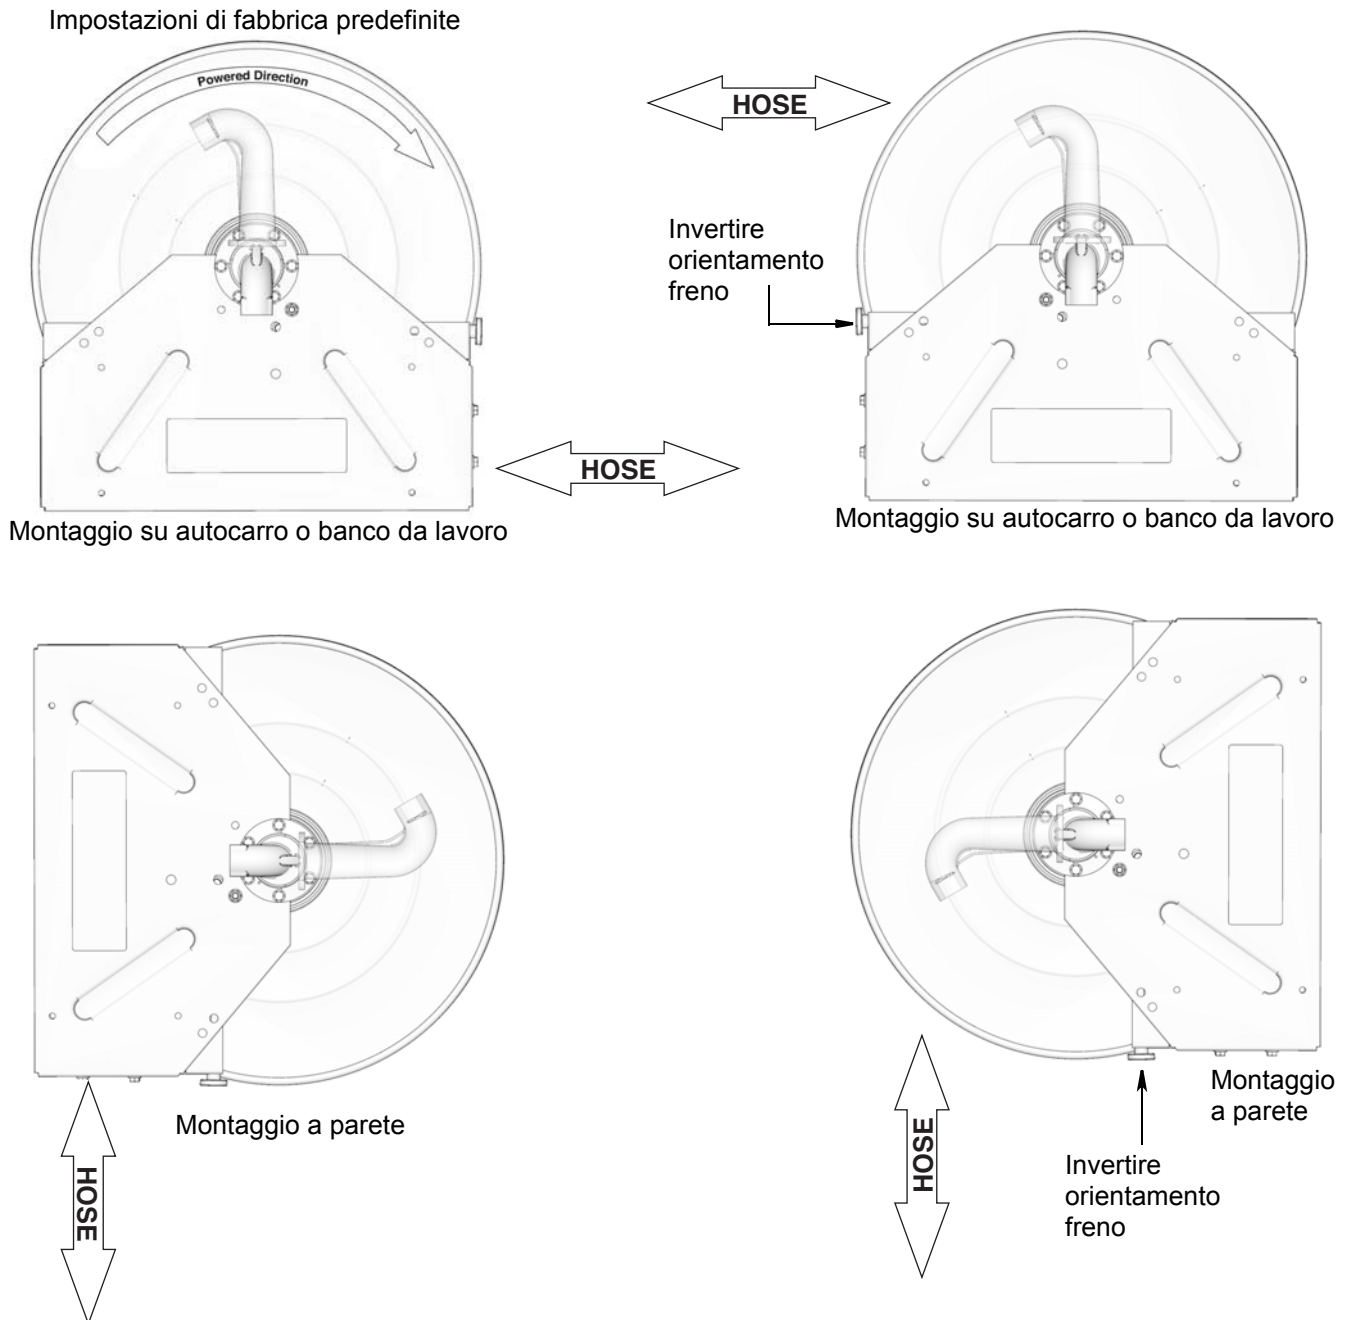 Impostazioni di fabbrica predefinite
Powered Direction
HOSE
Invertire
orientamento
freno
HOSE
Montaggio su autocarro o banco da lavoro
Montaggio su autocarro o banco da lavoro
Montaggio a parete
HOSE
HOSE
Montaggio
a parete
Invertire
orientamento
freno